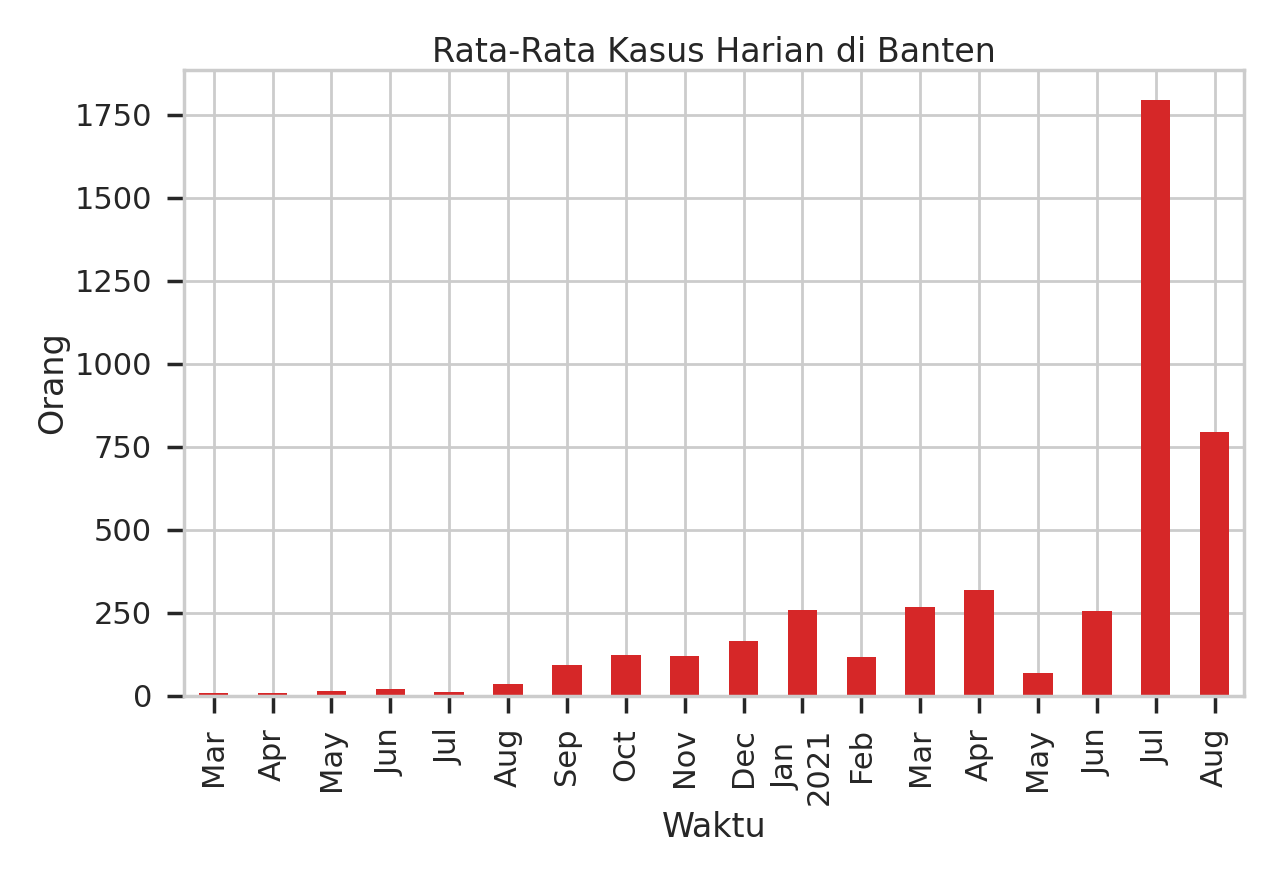 Rata-Rata Kasus Harian di Banten
Orang
1750
1500
1250
1000
750
500
250
0
Mar
Apr
May
Jun
Jul
Aug
Sep
Oct
Nov
Dec
Jan
2021
Feb
Mar
Apr
May
Jun
Jul
Aug
Waktu